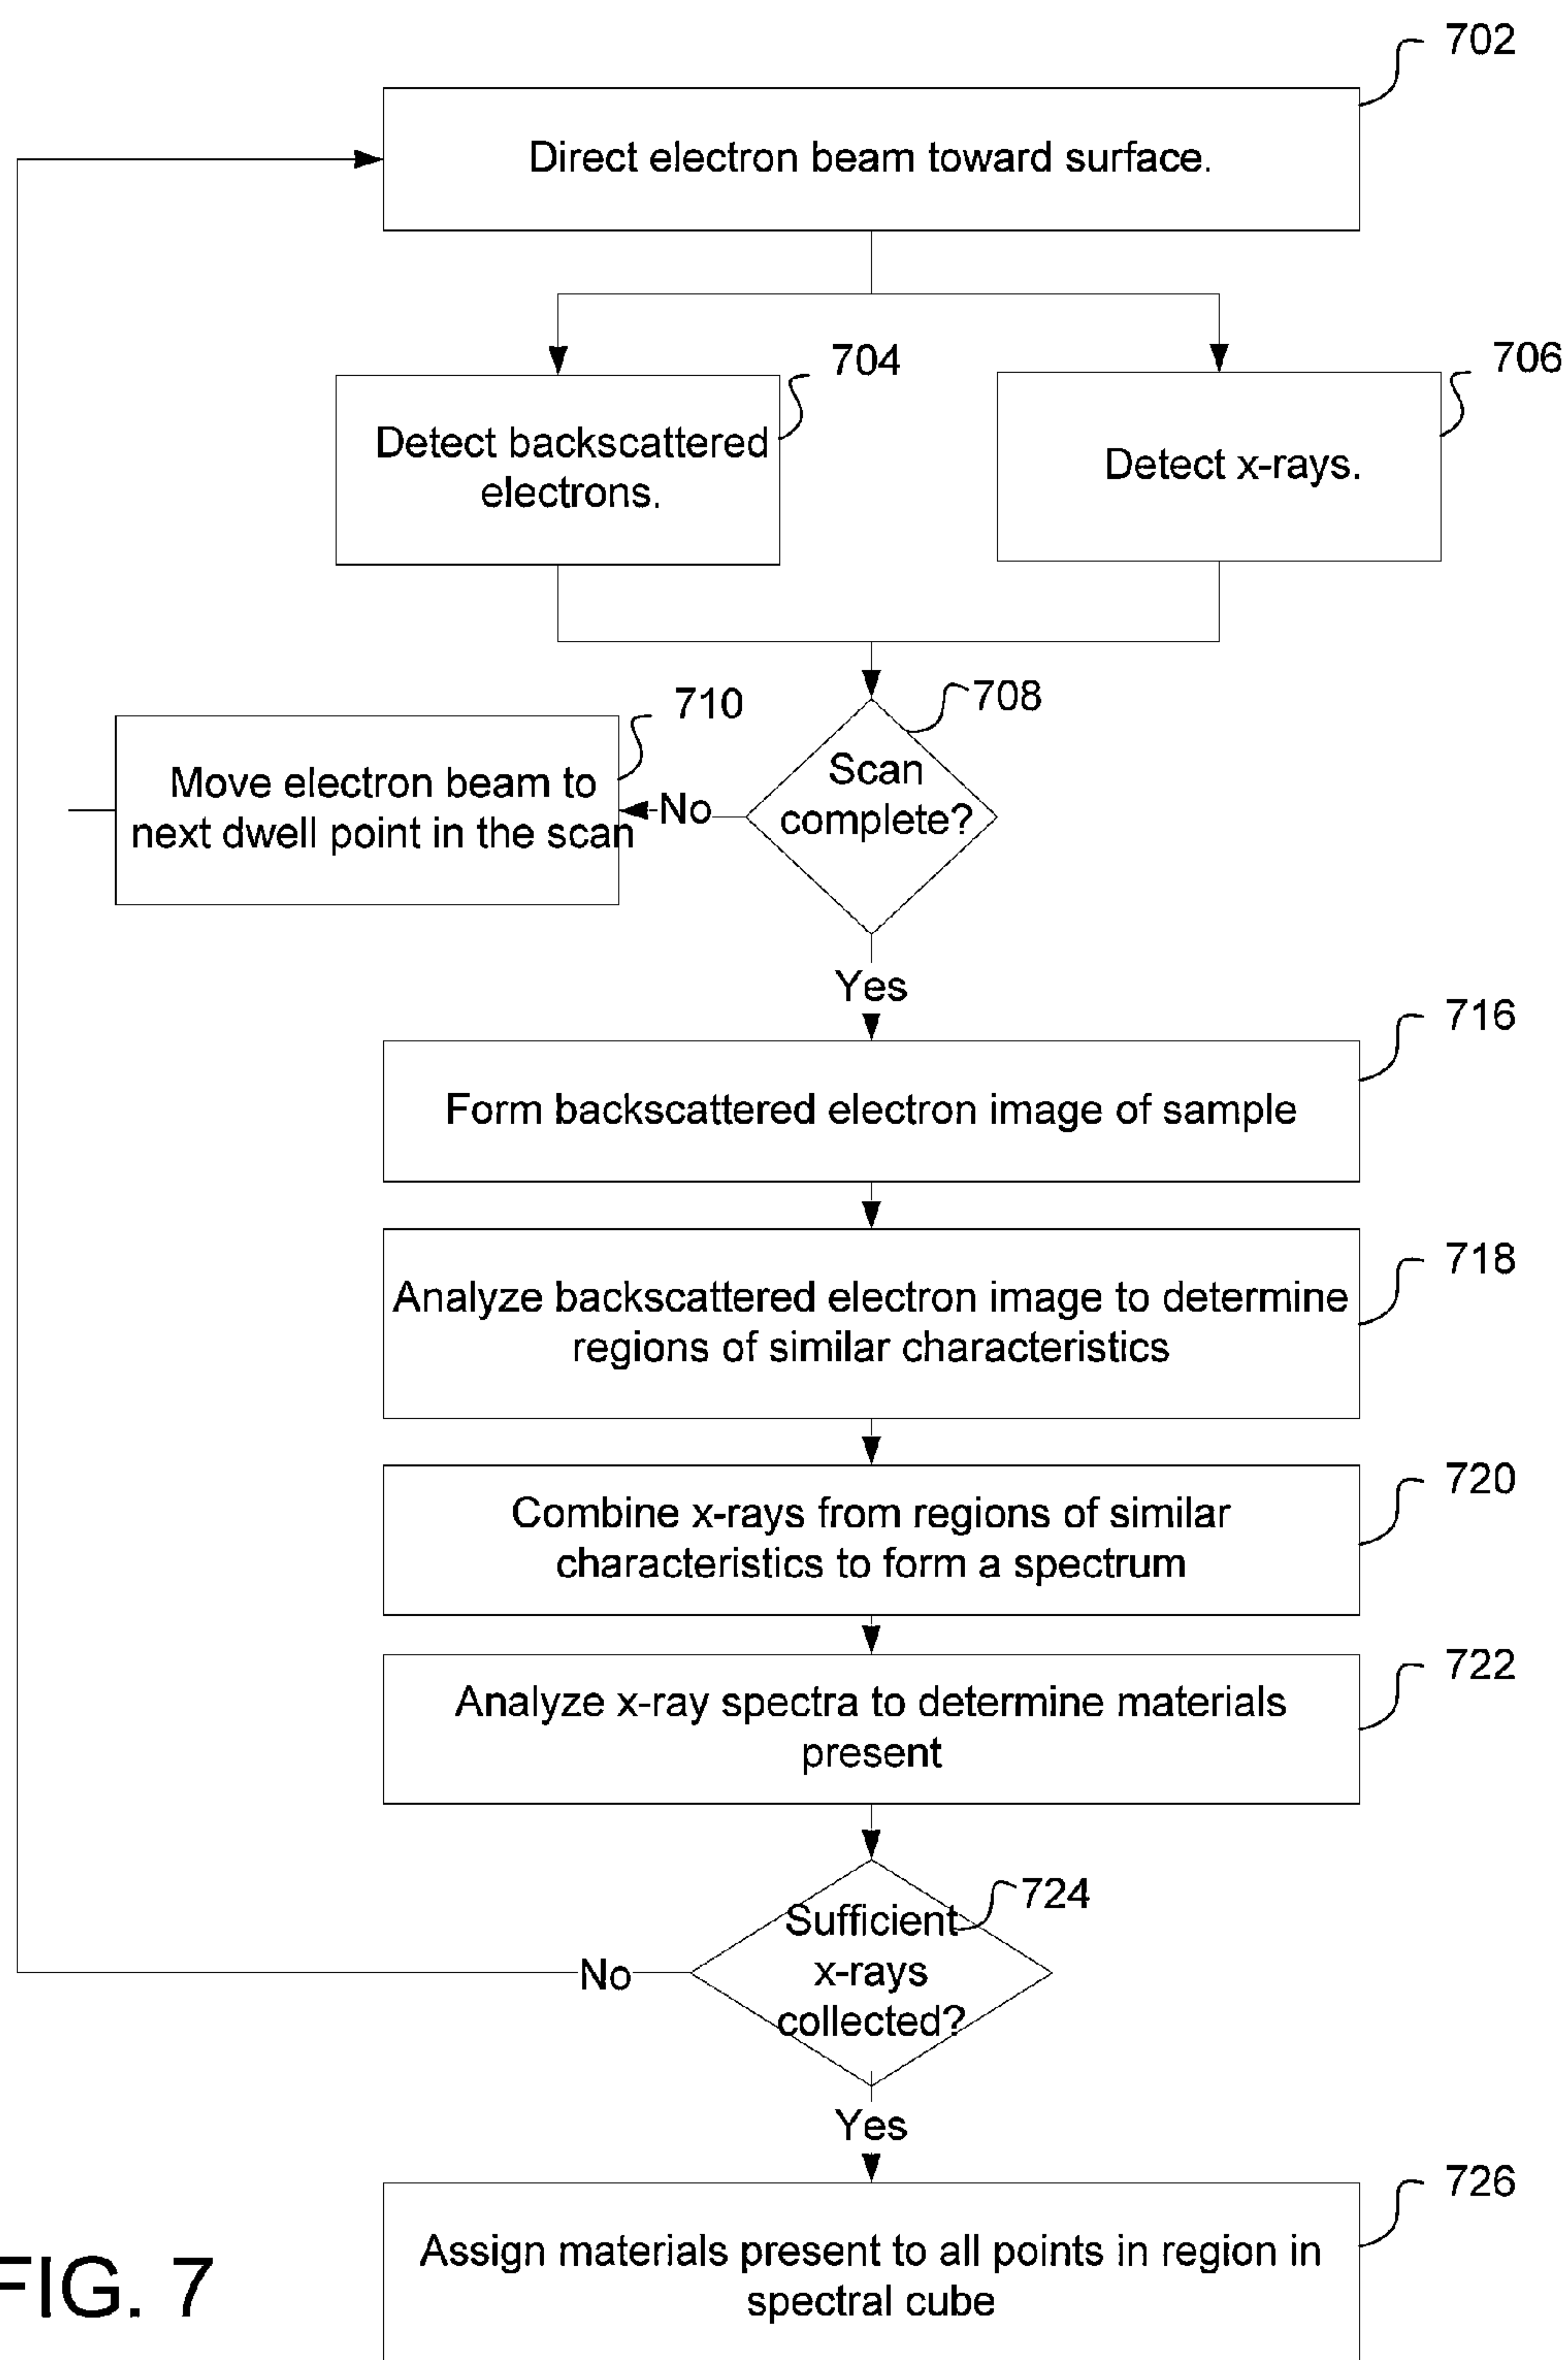 702
Direct electron beam toward surface.
704
706
Detect backscattered
electrons.
Detect x-rays.
710
708
Move electron beam to
next dwell point in the scan
No
Scan
complete?
Yes
716
Form backscattered electron image of sample
718
Analyze backscattered electron image to determine
regions of similar characteristics
720
Combine x-rays from regions of similar
characteristics to form a spectrum
722
Analyze x-ray spectra to determine materials
present
724
Sufficient
x-rays
collected?
No
Yes
726
Assign materials present to all points in region in
spectral cube
FIG. 7